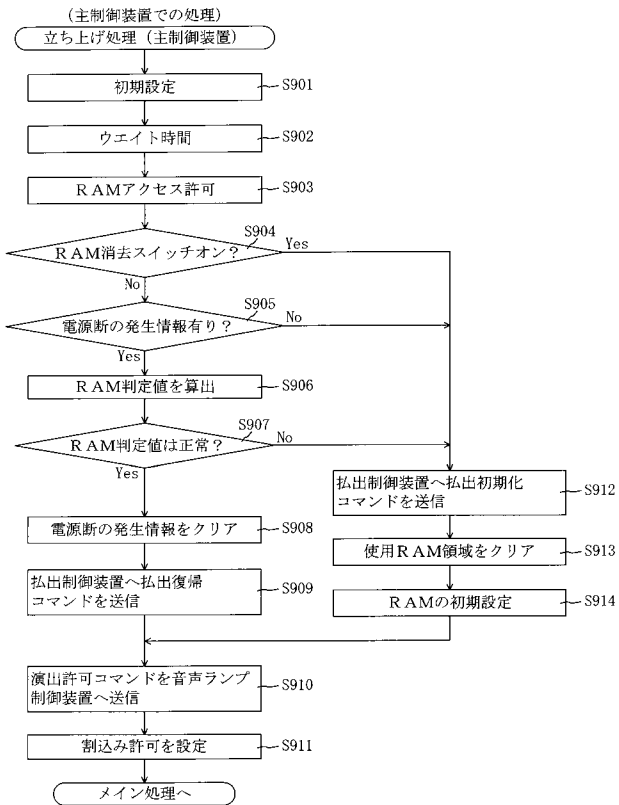 (主制御装置での処理)
立ち上げ処理(主制御装置)
初期設定
S901
ウエイト時間
S902
RAMアクセス許可
S903
RAM消去スイッチオン?
S904
Yes
No
電源断の発生情報有り?
S905
No
Yes
RAM判定値を算出
S906
RAM判定値は正常?
S907
No
Yes
電源断の発生情報をクリア
S908
払出制御装置へ払出復帰
コマンドを送信
S909
払出制御装置へ払出初期化
コマンドを送信
S912
使用RAM領域をクリア
S913
RAMの初期設定
S914
演出許可コマンドを音声ランプ
制御装置へ送信
S910
割込み許可を設定
S911
メイン処理へ